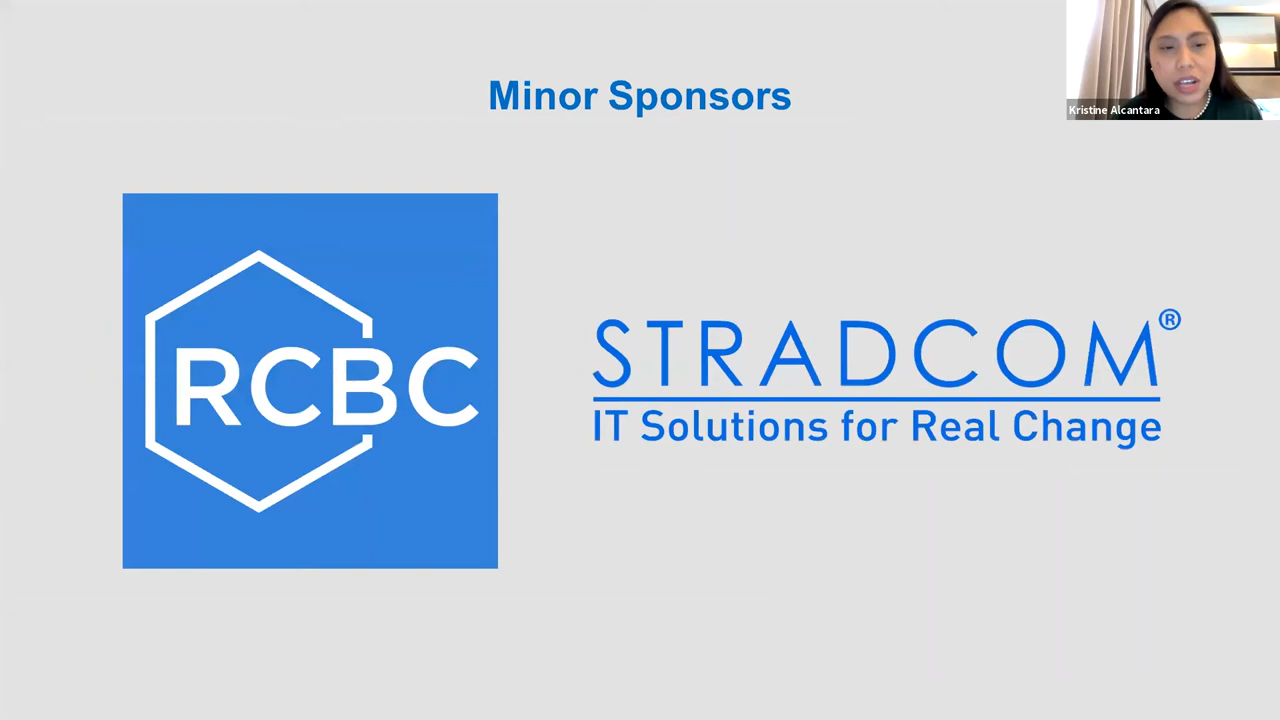 Minor Sponsors
Kristine Alcantara
RCBC
STRADCOM®
IT Solutions for Real Change